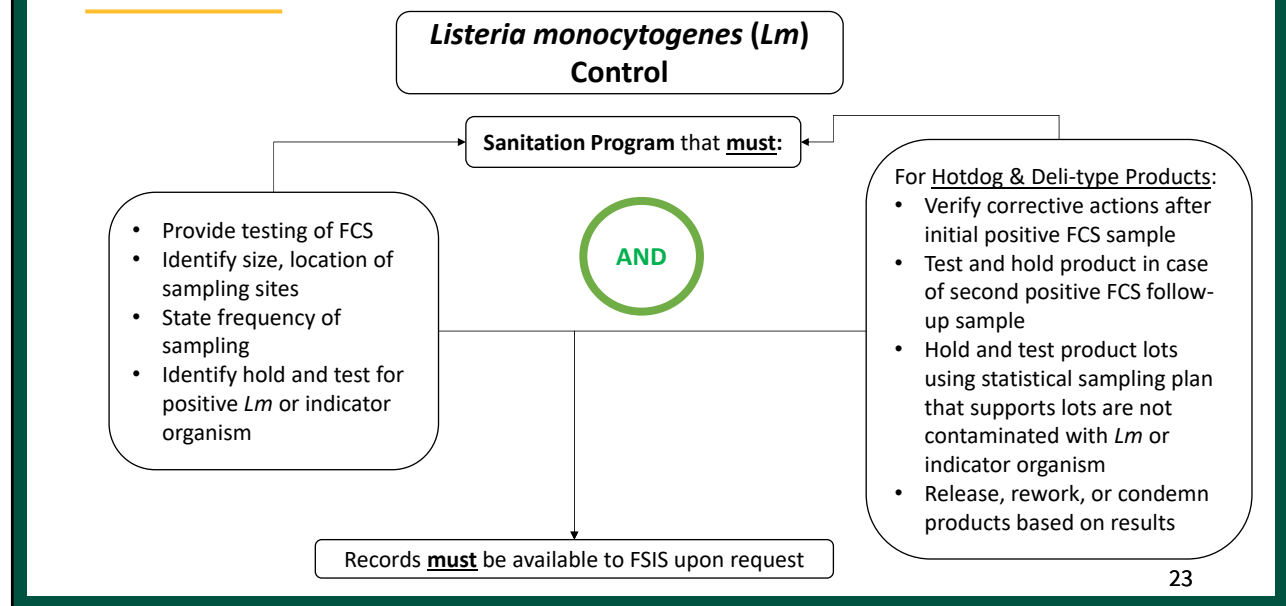 Listeria monocytogenes (Lm)
Control
Sanitation Program that must:
• Provide testing of FCS
• Identify size, location of
sampling sites
• State frequency of
sampling
• Identify hold and test for
positive Lm or indicator
organism
AND
For Hotdog & Deli-type Products:
• Verify corrective actions after
initial positive FCS sample
• Test and hold product in case
of second positive FCS follow-
up sample
• Hold and test product lots
using statistical sampling plan
that supports lots are not
contaminated with Lm or
indicator organism
• Release, rework, or condemn
products based on results
Records must be available to FSIS upon request
23